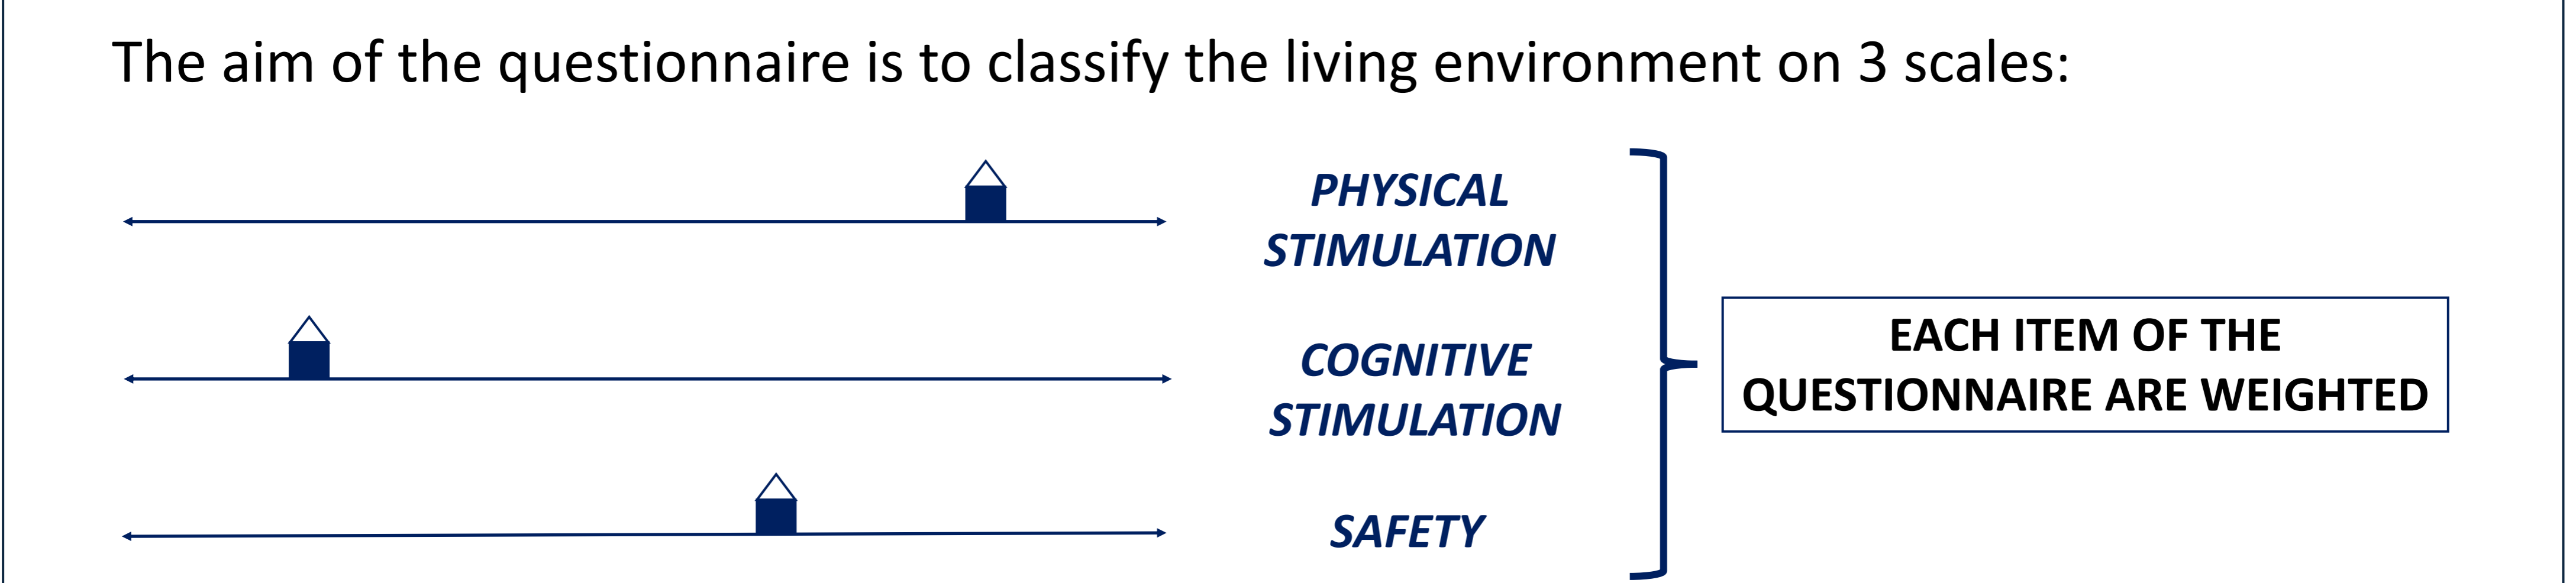 The aim of the questionnaire is to classify the living environment on 3 scales:
PHYSICAL
STIMULATION
COGNITIVE
STIMULATION
SAFETY
EACH ITEM OF THE
QUESTIONNAIRE ARE WEIGHTED